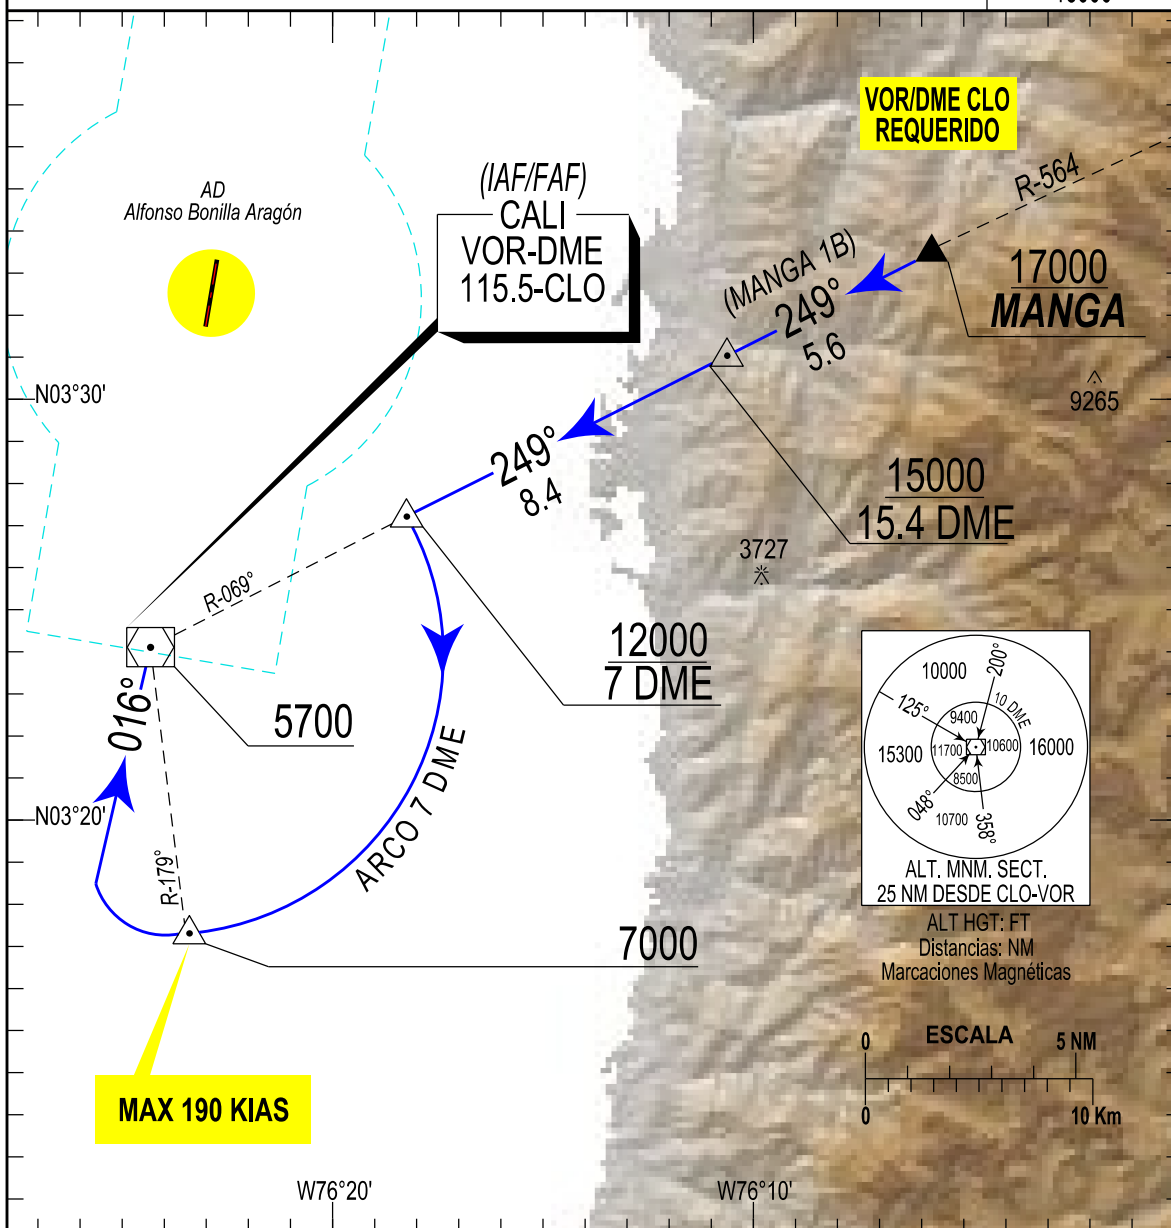 VOR/DME CLO
REQUERIDO
AD
Alfonso Bonilla Aragón
(IAF/FAF)
CALI
VOR-DME
115.5-CLO
R-564
(MANGA 1B)
249°
5.6
17000
MANGA
9265
N03°30'
249°
8.4
15000
15.4 DME
3727
R-069°
12000
7 DME
016°
5700
ARCO 7 DME
N03°20'
R-179°
7000
MAX 190 KIAS
10000
200°
125°
10 DME
9400
15300
11700
10600
16000
8500
048°
10700
358°
ALT. MNM. SECT.
25 NM DESDE CLO-VOR
ALT HGT: FT
Distancias: NM
Marcaciones Magnéticas
0
ESCALA
5 NM
0
10 Km
W76°20'
W76°10'